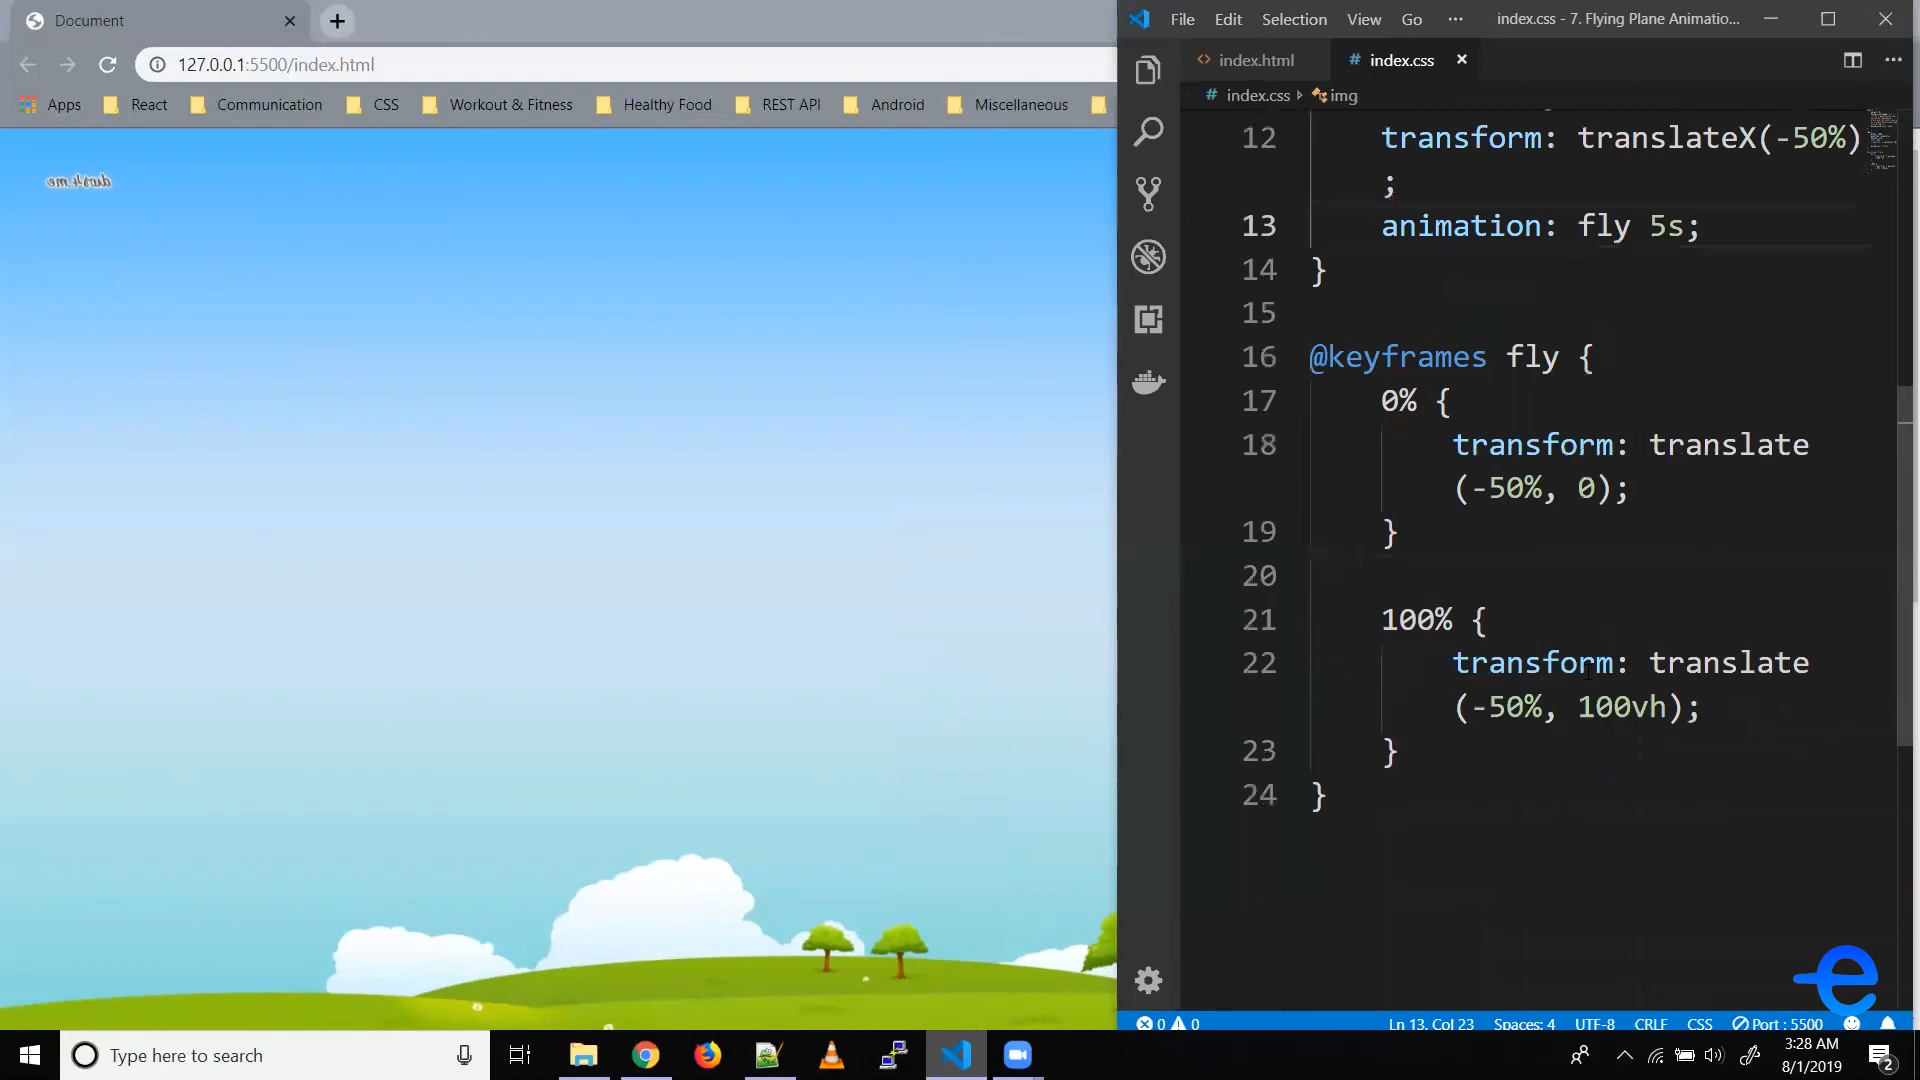 Document
127.0.0.1:5500/index.html
Apps React Communication CSS Workout & Fitness Healthy Food REST API Android Miscellaneous
File Edit Selection View Go ··· index.css - 7. Flying Plane Animatio...
index.html # index.css
# index.css img
12 transform: translateX(-50%)
;
13 animation: fly 5s;
14 }
15
16 @keyframes fly {
17 0% {
18 transform: translate
(-50%, 0);
19 }
20
21 100% {
22 transform: translate
(-50%, 100vh);
23 }
24 }
0 0 Ln 13, Col 23 Spaces: 4 UTF-8 CRLF CSS Port : 5500
Type here to search
3:28 AM
8/1/2019
2